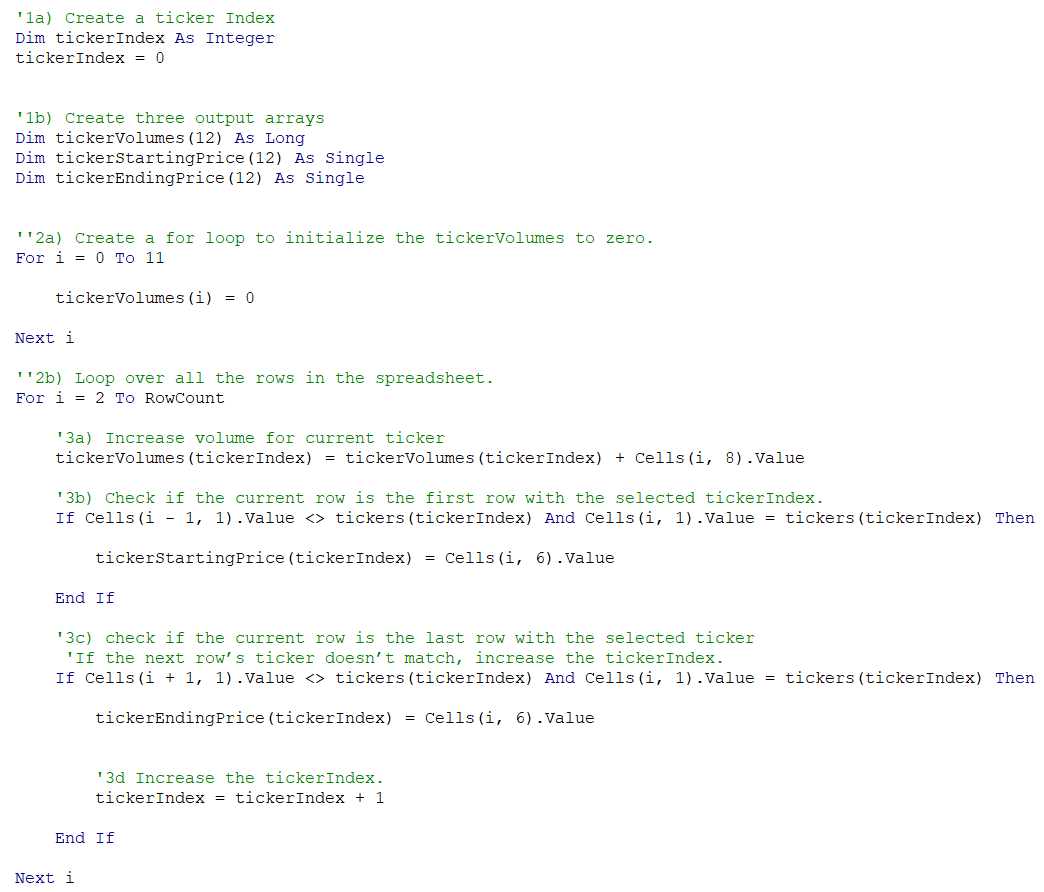 '1a) Create a ticker Index
Dim tickerIndex As Integer
tickerIndex = 0
'1b) Create three output arrays
Dim tickerVolumes(12) As Long
Dim tickerStartingPrice(12) As Single
Dim tickerEndingPrice(12) As Single
''2a) Create a for loop to initialize the tickerVolumes to zero.
For i = 0 To 11
    tickerVolumes(i) = 0
Next i
''2b) Loop over all the rows in the spreadsheet.
For i = 2 To RowCount
    '3a) Increase volume for current ticker
    tickerVolumes(tickerIndex) = tickerVolumes(tickerIndex) + Cells(i, 8).Value
    '3b) Check if the current row is the first row with the selected tickerIndex.
    If Cells(i - 1, 1).Value <> tickers(tickerIndex) And Cells(i, 1).Value = tickers(tickerIndex) Then
        tickerStartingPrice(tickerIndex) = Cells(i, 6).Value
    End If
    '3c) check if the current row is the last row with the selected ticker
     'If the next row’s ticker doesn’t match, increase the tickerIndex.
    If Cells(i + 1, 1).Value <> tickers(tickerIndex) And Cells(i, 1).Value = tickers(tickerIndex) Then
        tickerEndingPrice(tickerIndex) = Cells(i, 6).Value
        '3d Increase the tickerIndex.
        tickerIndex = tickerIndex + 1
    End If
Next i